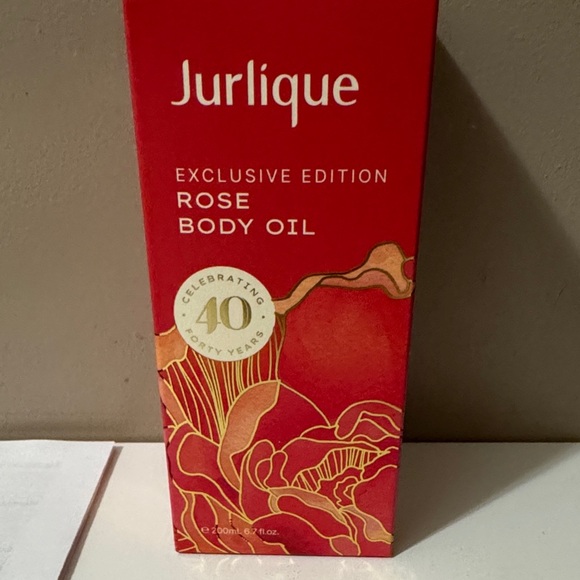 Jurlique
EXCLUSIVE EDITION
ROSE
BODY OIL
CELEBRATING
40
FORTY YEARS
℮ 200mL 6.7 fl.oz.